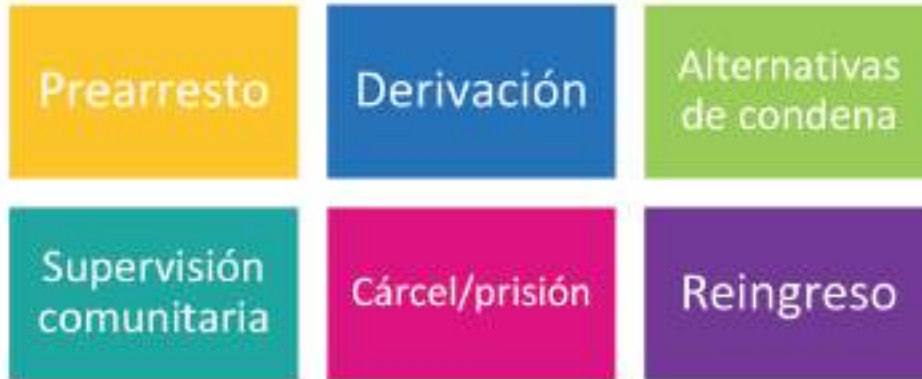 Prearresto
Derivación
Alternativas
de condena
Supervisión
comunitaria
Cárcel/prisión
Reingreso